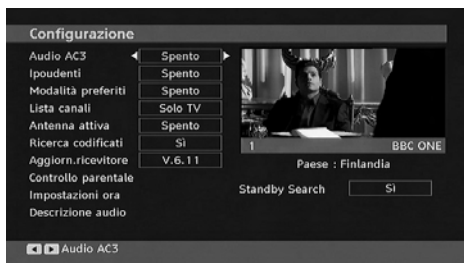 Configurazione
Audio AC3 Spento
Ipoudenti Spento
Modalità preferiti Spento
Lista canali Solo TV
Antenna attiva Spento
Ricerca codificati Sì
Aggiorn.ricevitore V.6.11
Controllo parentale
Impostazioni ora
Descrizione audio
1 BBC ONE
Paese : Finlandia
Standby Search Sì
Audio AC3